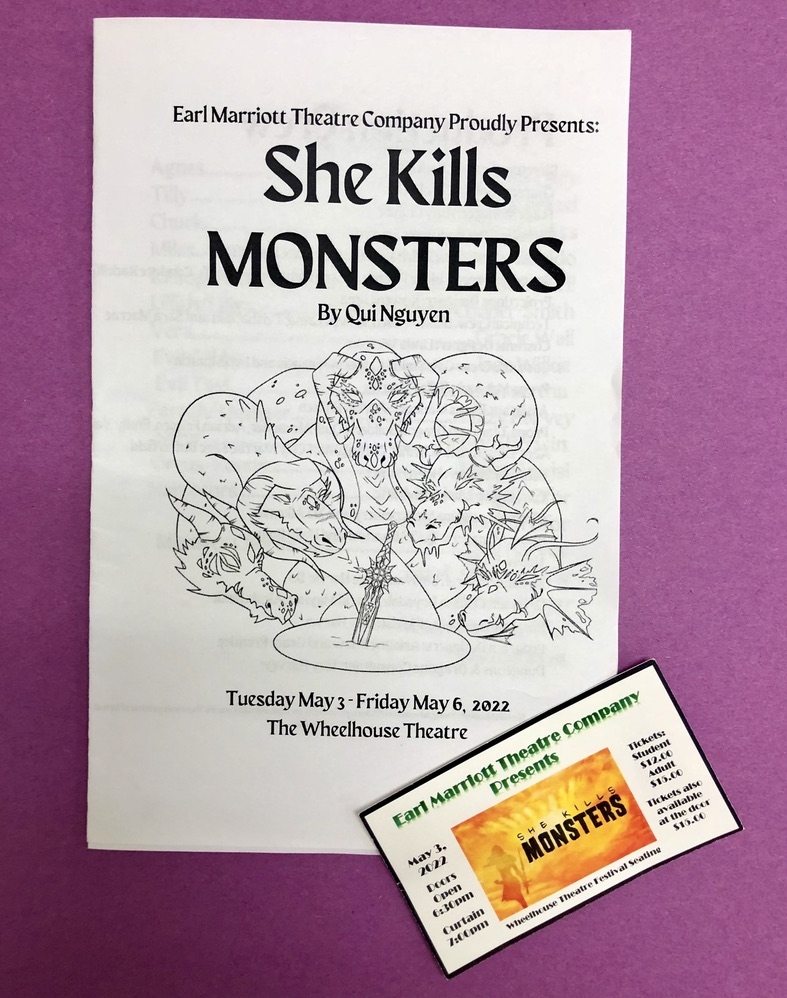 Earl Marriott Theatre Company Proudly Presents:
She Kills
MONSTERS
By Qui Nguyen
Tuesday May 3 - Friday May 6, 2022
The Wheelhouse Theatre
Earl Marriott Theatre Company
Presents
May 3,
2022
Doors
Open
6:30pm
Curtain
7:00pm
SHE KILLS
MONSTERS
Tickets:
Student
$12.00
Adult
$15.00
Tickets also
available
at the door
$15.00
Wheelhouse Theatre Festival Seating
Agnes
Tilly
Chuck